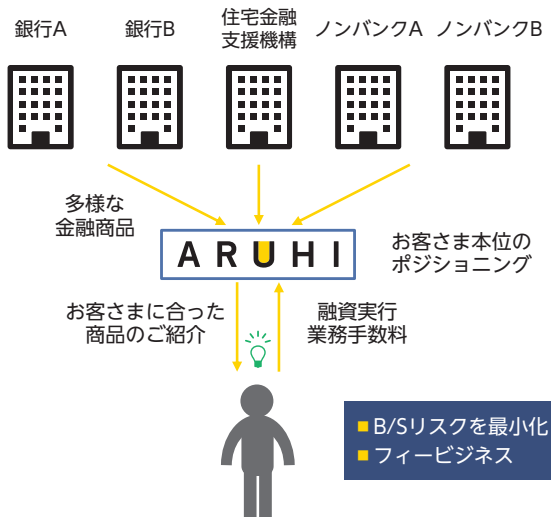 銀行A
銀行B
住宅金融
支援機構
ノンバンクA
ノンバンクB
多様な
金融商品
ARUHI
お客さま本位の
ポジショニング
お客さまに合った
商品のご紹介
融資実行
業務手数料
B/Sリスクを最小化
フィービジネス